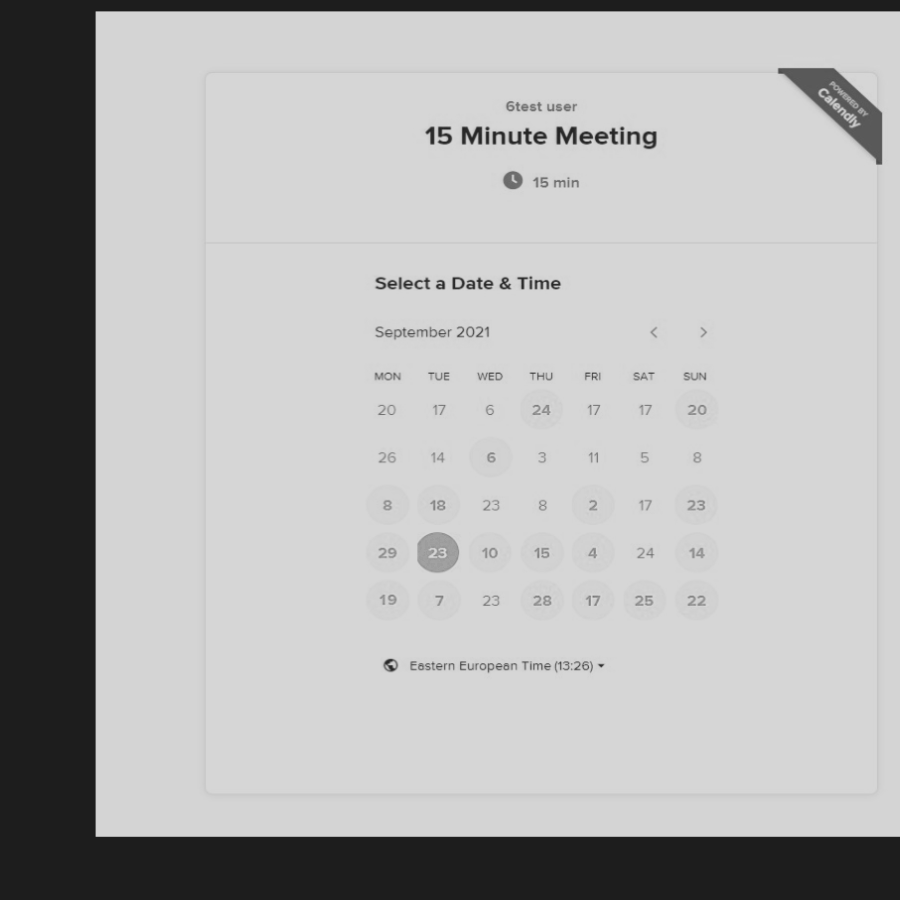 POWERED BY
Calendly
6test user
15 Minute Meeting
15 min
Select a Date & Time
September 2021
MON TUE WED THU FRI SAT SUN
20 17 6 24 17 17 20
26 14 6 3 11 5 8
8 18 23 8 2 17 23
29 23 10 15 4 24 14
19 7 23 28 17 25 22
Eastern European Time (13:26)